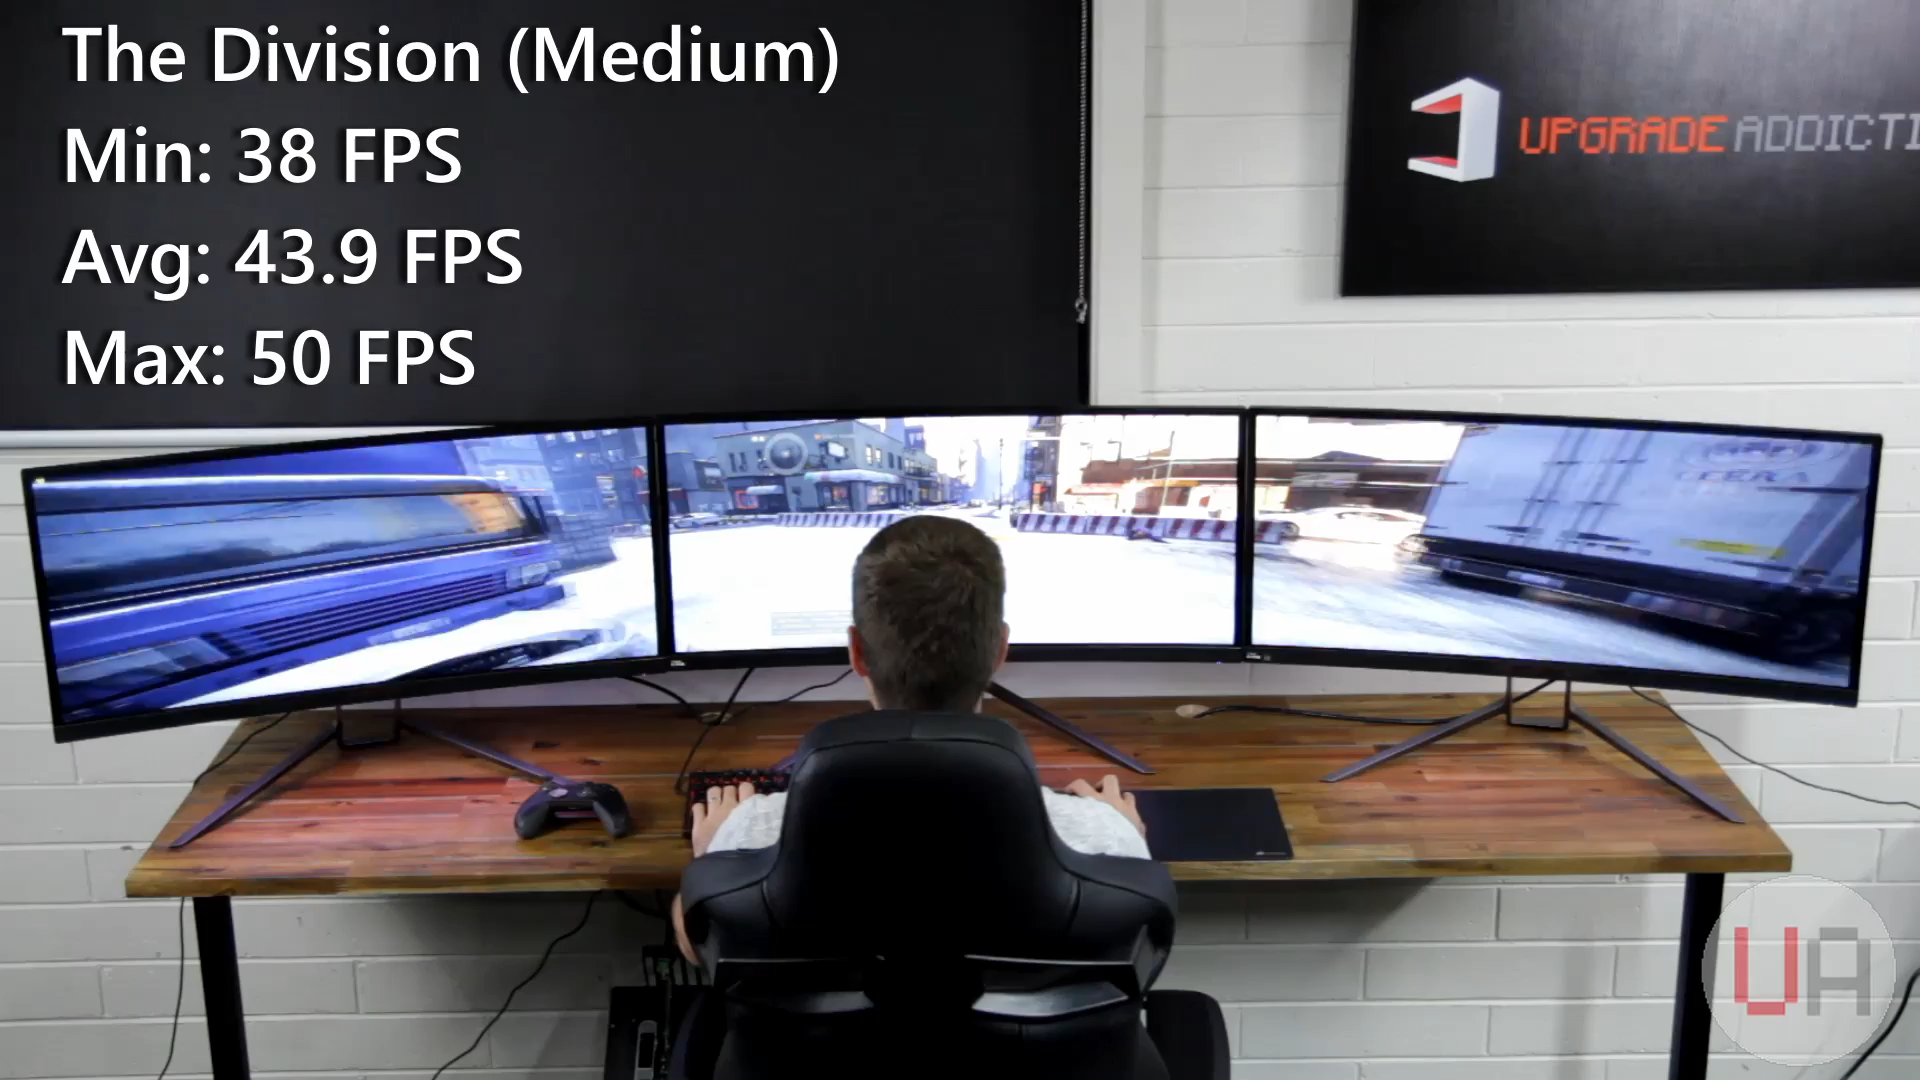 The Division (Medium)
Min: 38 FPS
Avg: 43.9 FPS
Max: 50 FPS
UPGRADE ADDICTI
UA